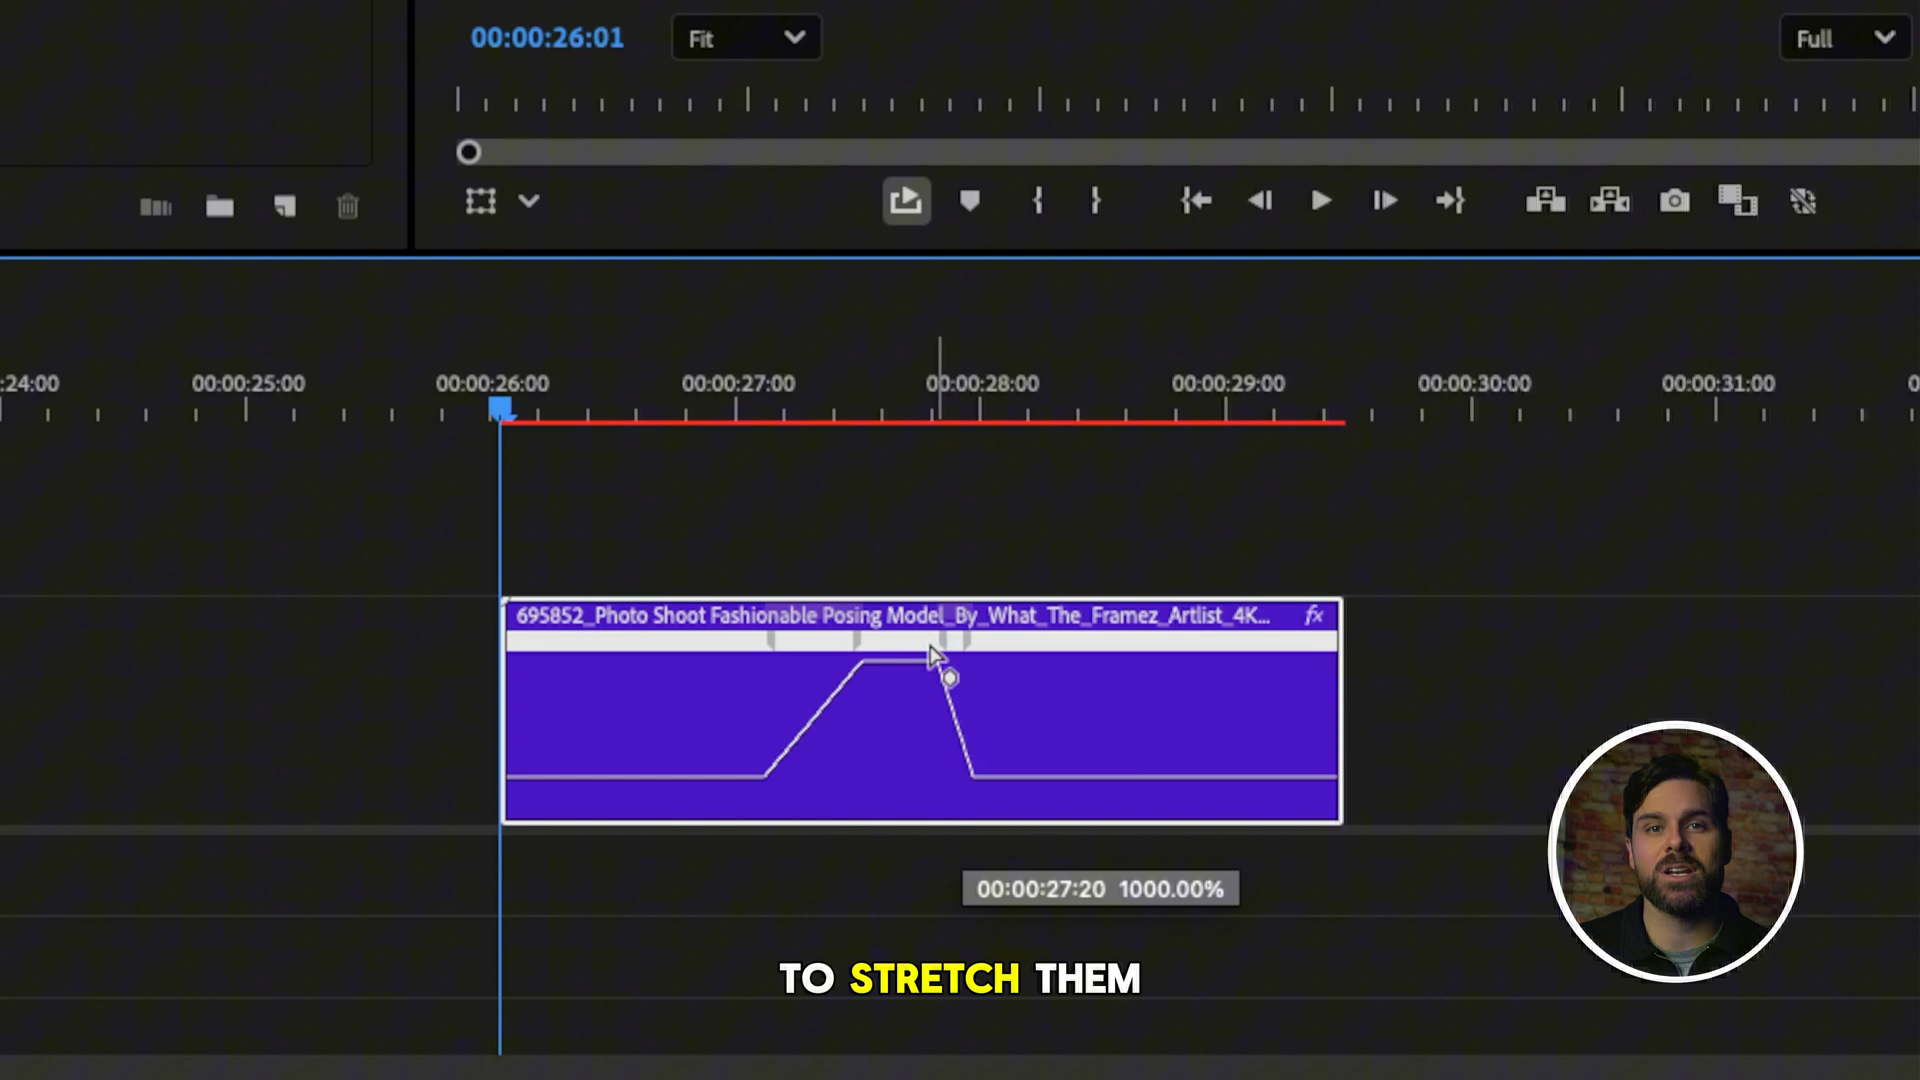 00:00:26:01
Fit
Full
:24:00
00:00:25:00
00:00:26:00
00:00:27:00
00:00:28:00
00:00:29:00
00:00:30:00
00:00:31:00
0
695852_Photo Shoot Fashionable Posing Model_By_What_The_Framez_Artlist_4K...
fx
00:00:27:20 1000.00%
TO STRETCH THEM